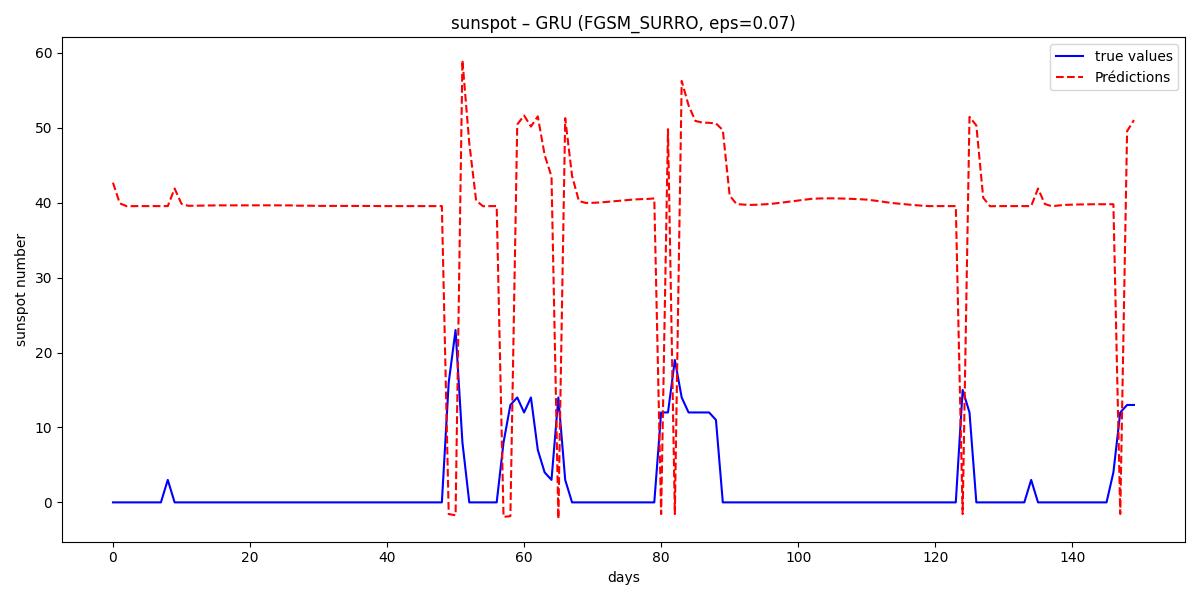 sunspot – GRU (FGSM_SURRO, eps=0.07)
true values
Prédictions
sunspot number
60
50
40
30
20
10
0
0 20 40 60 80 100 120 140
days